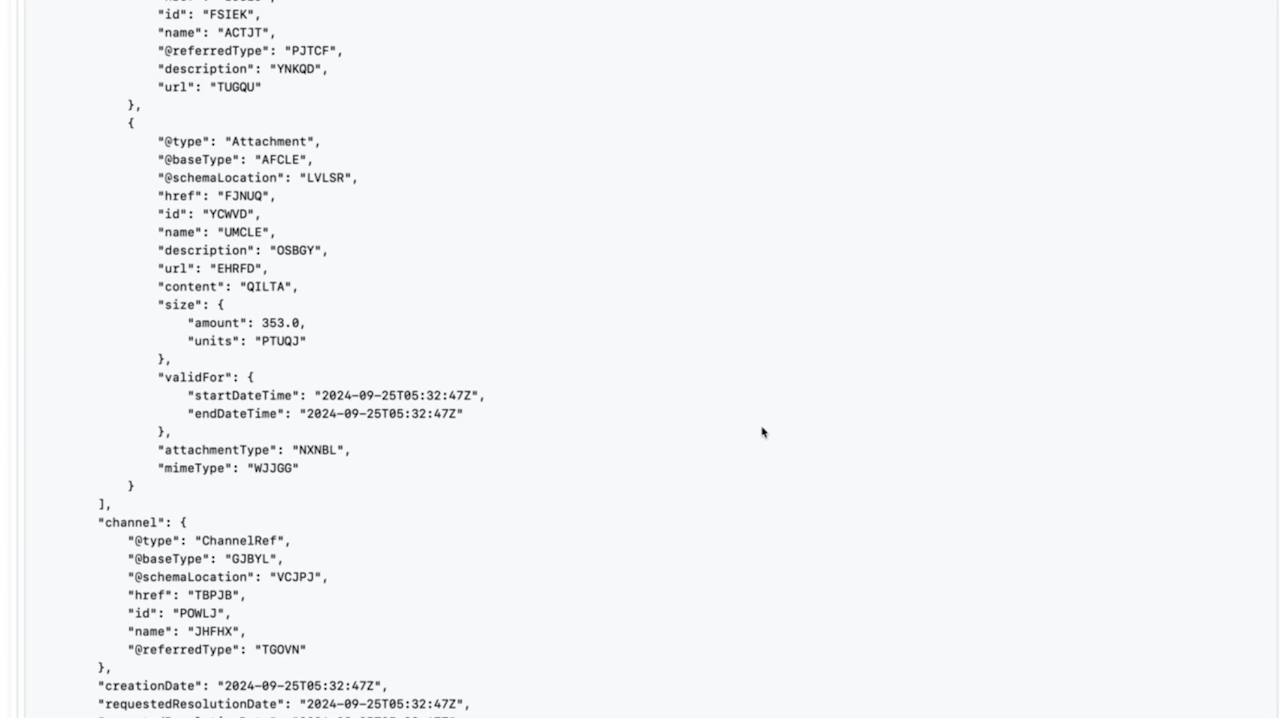 "id": "FSIEK",
"name": "ACTJT",
"@referredType": "PJTCF",
"description": "YNKQD",
"url": "TUGQU"
},
{
"@type": "Attachment",
"@baseType": "AFCLE",
"@schemaLocation": "LVLSR",
"href": "FJNUQ",
"id": "YCWVD",
"name": "UMCLE",
"description": "OSBGY",
"url": "EHRFD",
"content": "QILTA",
"size": {
"amount": 353.0,
"units": "PTUQJ"
},
"validFor": {
"startDateTime": "2024-09-25T05:32:47Z",
"endDateTime": "2024-09-25T05:32:47Z"
},
"attachmentType": "NXNBL",
"mimeType": "WJJGG"
}
],
"channel": {
"@type": "ChannelRef",
"@baseType": "GJBYL",
"@schemaLocation": "VCJPJ",
"href": "TBPJB",
"id": "POWLJ",
"name": "JHFHX",
"@referredType": "TGOVN"
},
"creationDate": "2024-09-25T05:32:47Z",
"requestedResolutionDate": "2024-09-25T05:32:47Z",